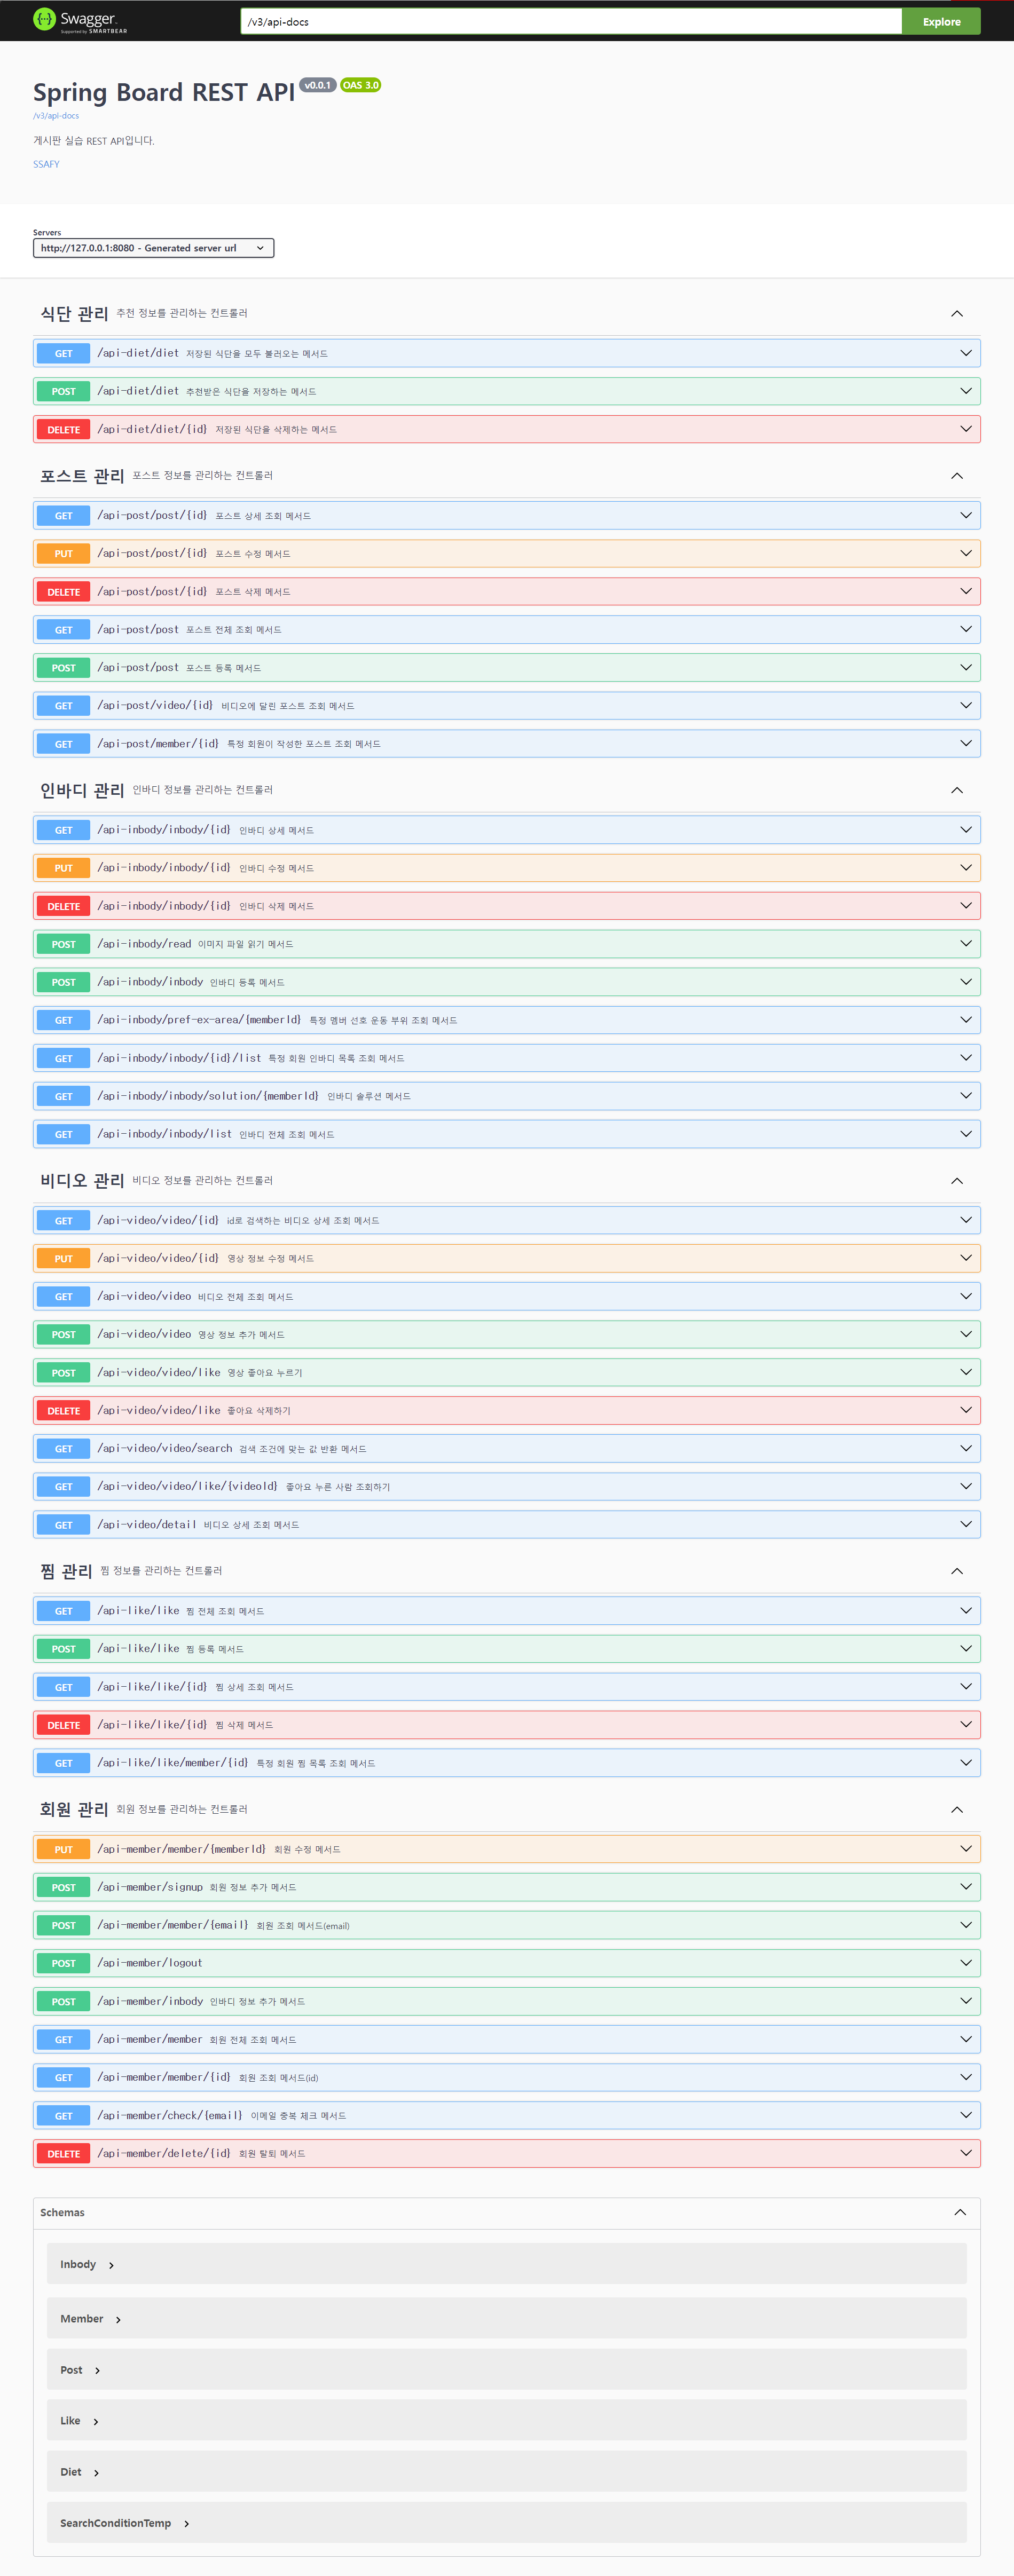 Swagger.
Supported by SMARTBEAR
/v3/api-docs
Explore
Spring Board REST API v0.0.1 OAS 3.0
/v3/api-docs
게시판 실습 REST API입니다.
SSAFY
Servers
http://127.0.0.1:8080 - Generated server url
식단 관리 추천 정보를 관리하는 컨트롤러
GET /api-diet/diet 저장된 식단을 모두 불러오는 메서드
POST /api-diet/diet 추천받은 식단을 저장하는 메서드
DELETE /api-diet/diet/{id} 저장된 식단을 삭제하는 메서드
포스트 관리 포스트 정보를 관리하는 컨트롤러
GET /api-post/post/{id} 포스트 상세 조회 메서드
PUT /api-post/post/{id} 포스트 수정 메서드
DELETE /api-post/post/{id} 포스트 삭제 메서드
GET /api-post/post 포스트 전체 조회 메서드
POST /api-post/post 포스트 등록 메서드
GET /api-post/video/{id} 비디오에 달린 포스트 조회 메서드
GET /api-post/member/{id} 특정 회원이 작성한 포스트 조회 메서드
인바디 관리 인바디 정보를 관리하는 컨트롤러
GET /api-inbody/inbody/{id} 인바디 상세 메서드
PUT /api-inbody/inbody/{id} 인바디 수정 메서드
DELETE /api-inbody/inbody/{id} 인바디 삭제 메서드
POST /api-inbody/read 이미지 파일 읽기 메서드
POST /api-inbody/inbody 인바디 등록 메서드
GET /api-inbody/pref-ex-area/{memberId} 특정 멤버 선호 운동 부위 조회 메서드
GET /api-inbody/inbody/{id}/list 특정 회원 인바디 목록 조회 메서드
GET /api-inbody/inbody/solution/{memberId} 인바디 솔루션 메서드
GET /api-inbody/inbody/list 인바디 전체 조회 메서드
비디오 관리 비디오 정보를 관리하는 컨트롤러
GET /api-video/video/{id} id로 검색하는 비디오 상세 조회 메서드
PUT /api-video/video/{id} 영상 정보 수정 메서드
GET /api-video/video 비디오 전체 조회 메서드
POST /api-video/video 영상 정보 추가 메서드
POST /api-video/video/like 영상 좋아요 누르기
DELETE /api-video/video/like 좋아요 삭제하기
GET /api-video/video/search 검색 조건에 맞는 값 반환 메서드
GET /api-video/video/like/{videoId} 좋아요 누른 사람 조회하기
GET /api-video/detail 비디오 상세 조회 메서드
찜 관리 찜 정보를 관리하는 컨트롤러
GET /api-like/like 찜 전체 조회 메서드
POST /api-like/like 찜 등록 메서드
GET /api-like/like/{id} 찜 상세 조회 메서드
DELETE /api-like/like/{id} 찜 삭제 메서드
GET /api-like/like/member/{id} 특정 회원 찜 목록 조회 메서드
회원 관리 회원 정보를 관리하는 컨트롤러
PUT /api-member/member/{memberId} 회원 수정 메서드
POST /api-member/signup 회원 정보 추가 메서드
POST /api-member/member/{email} 회원 조회 메서드(email)
POST /api-member/logout
POST /api-member/inbody 인바디 정보 추가 메서드
GET /api-member/member 회원 전체 조회 메서드
GET /api-member/member/{id} 회원 조회 메서드(id)
GET /api-member/check/{email} 이메일 중복 체크 메서드
DELETE /api-member/delete/{id} 회원 탈퇴 메서드
Schemas
Inbody
Member
Post
Like
Diet
SearchConditionTemp